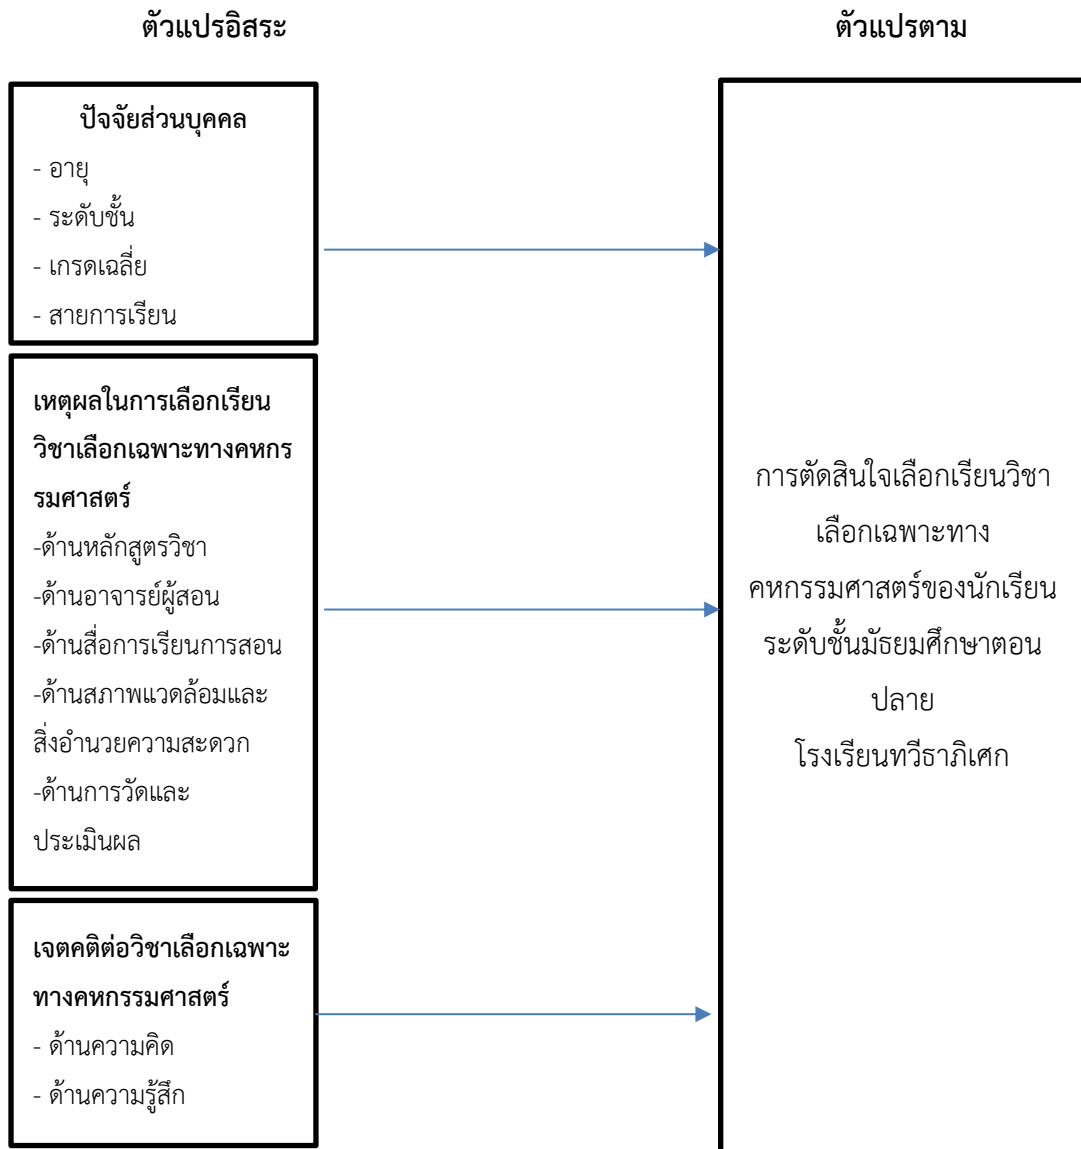 ตัวแปรอิสระ
ตัวแปรตาม
ปัจจัยส่วนบุคคล
- อายุ
- ระดับชั้น
- เกรดเฉลี่ย
- สายการเรียน
เหตุผลในการเลือกเรียน
วิชาเลือกเฉพาะทางคหกร
รมศาสตร์
-ด้านหลักสูตรวิชา
-ด้านอาจารย์ผู้สอน
-ด้านสื่อการเรียนการสอน
-ด้านสภาพแวดล้อมและ
สิ่งอำนวยความสะดวก
-ด้านการวัดและ
ประเมินผล
เจตคติต่อวิชาเลือกเฉพาะ
ทางคหกรรมศาสตร์
- ด้านความคิด
- ด้านความรู้สึก
การตัดสินใจเลือกเรียนวิชา
เลือกเฉพาะทาง
คหกรรมศาสตร์ของนักเรียน
ระดับชั้นมัธยมศึกษาตอน
ปลาย
โรงเรียนทวีธาภิเศก